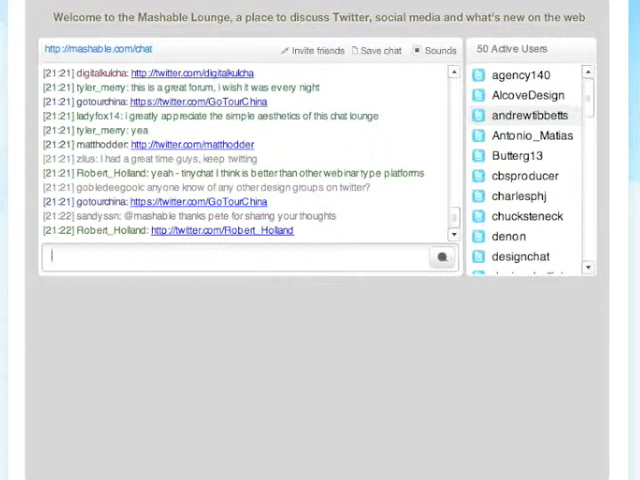 Welcome to the Mashable Lounge, a place to discuss Twitter, social media and what's new on the web
http://mashable.com/chat
Invite friends Save chat Sounds
50 Active Users
[21:21] digitalkulcha: http://twitter.com/digitalkulcha
[21:21] tyler_merry: this is a great forum, i wish it was every night
[21:21] gotourchina: https://twitter.com/GoTourChina
[21:21] ladyfox14: i greatly appreciate the simple aesthetics of this chat lounge
[21:21] tyler_merry: yea
[21:21] matthodder: http://twitter.com/matthodder
[21:21] zilus: I had a great time guys, keep twitting
[21:21] Robert_Holland: yeah - tinychat I think is better than other webinar type platforms
[21:21] gobledeegook: anyone know of any other design groups on twitter?
[21:21] gotourchina: https://twitter.com/GoTourChina
[21:22] sandyssn: @mashable thanks pete for sharing your thoughts
[21:22] Robert_Holland: http://twitter.com/Robert_Holland
agency140
AlcoveDesign
andrewtibbetts
Antonio_Matias
Butterg13
cbsproducer
charlesphj
chucksteneck
denon
designchat